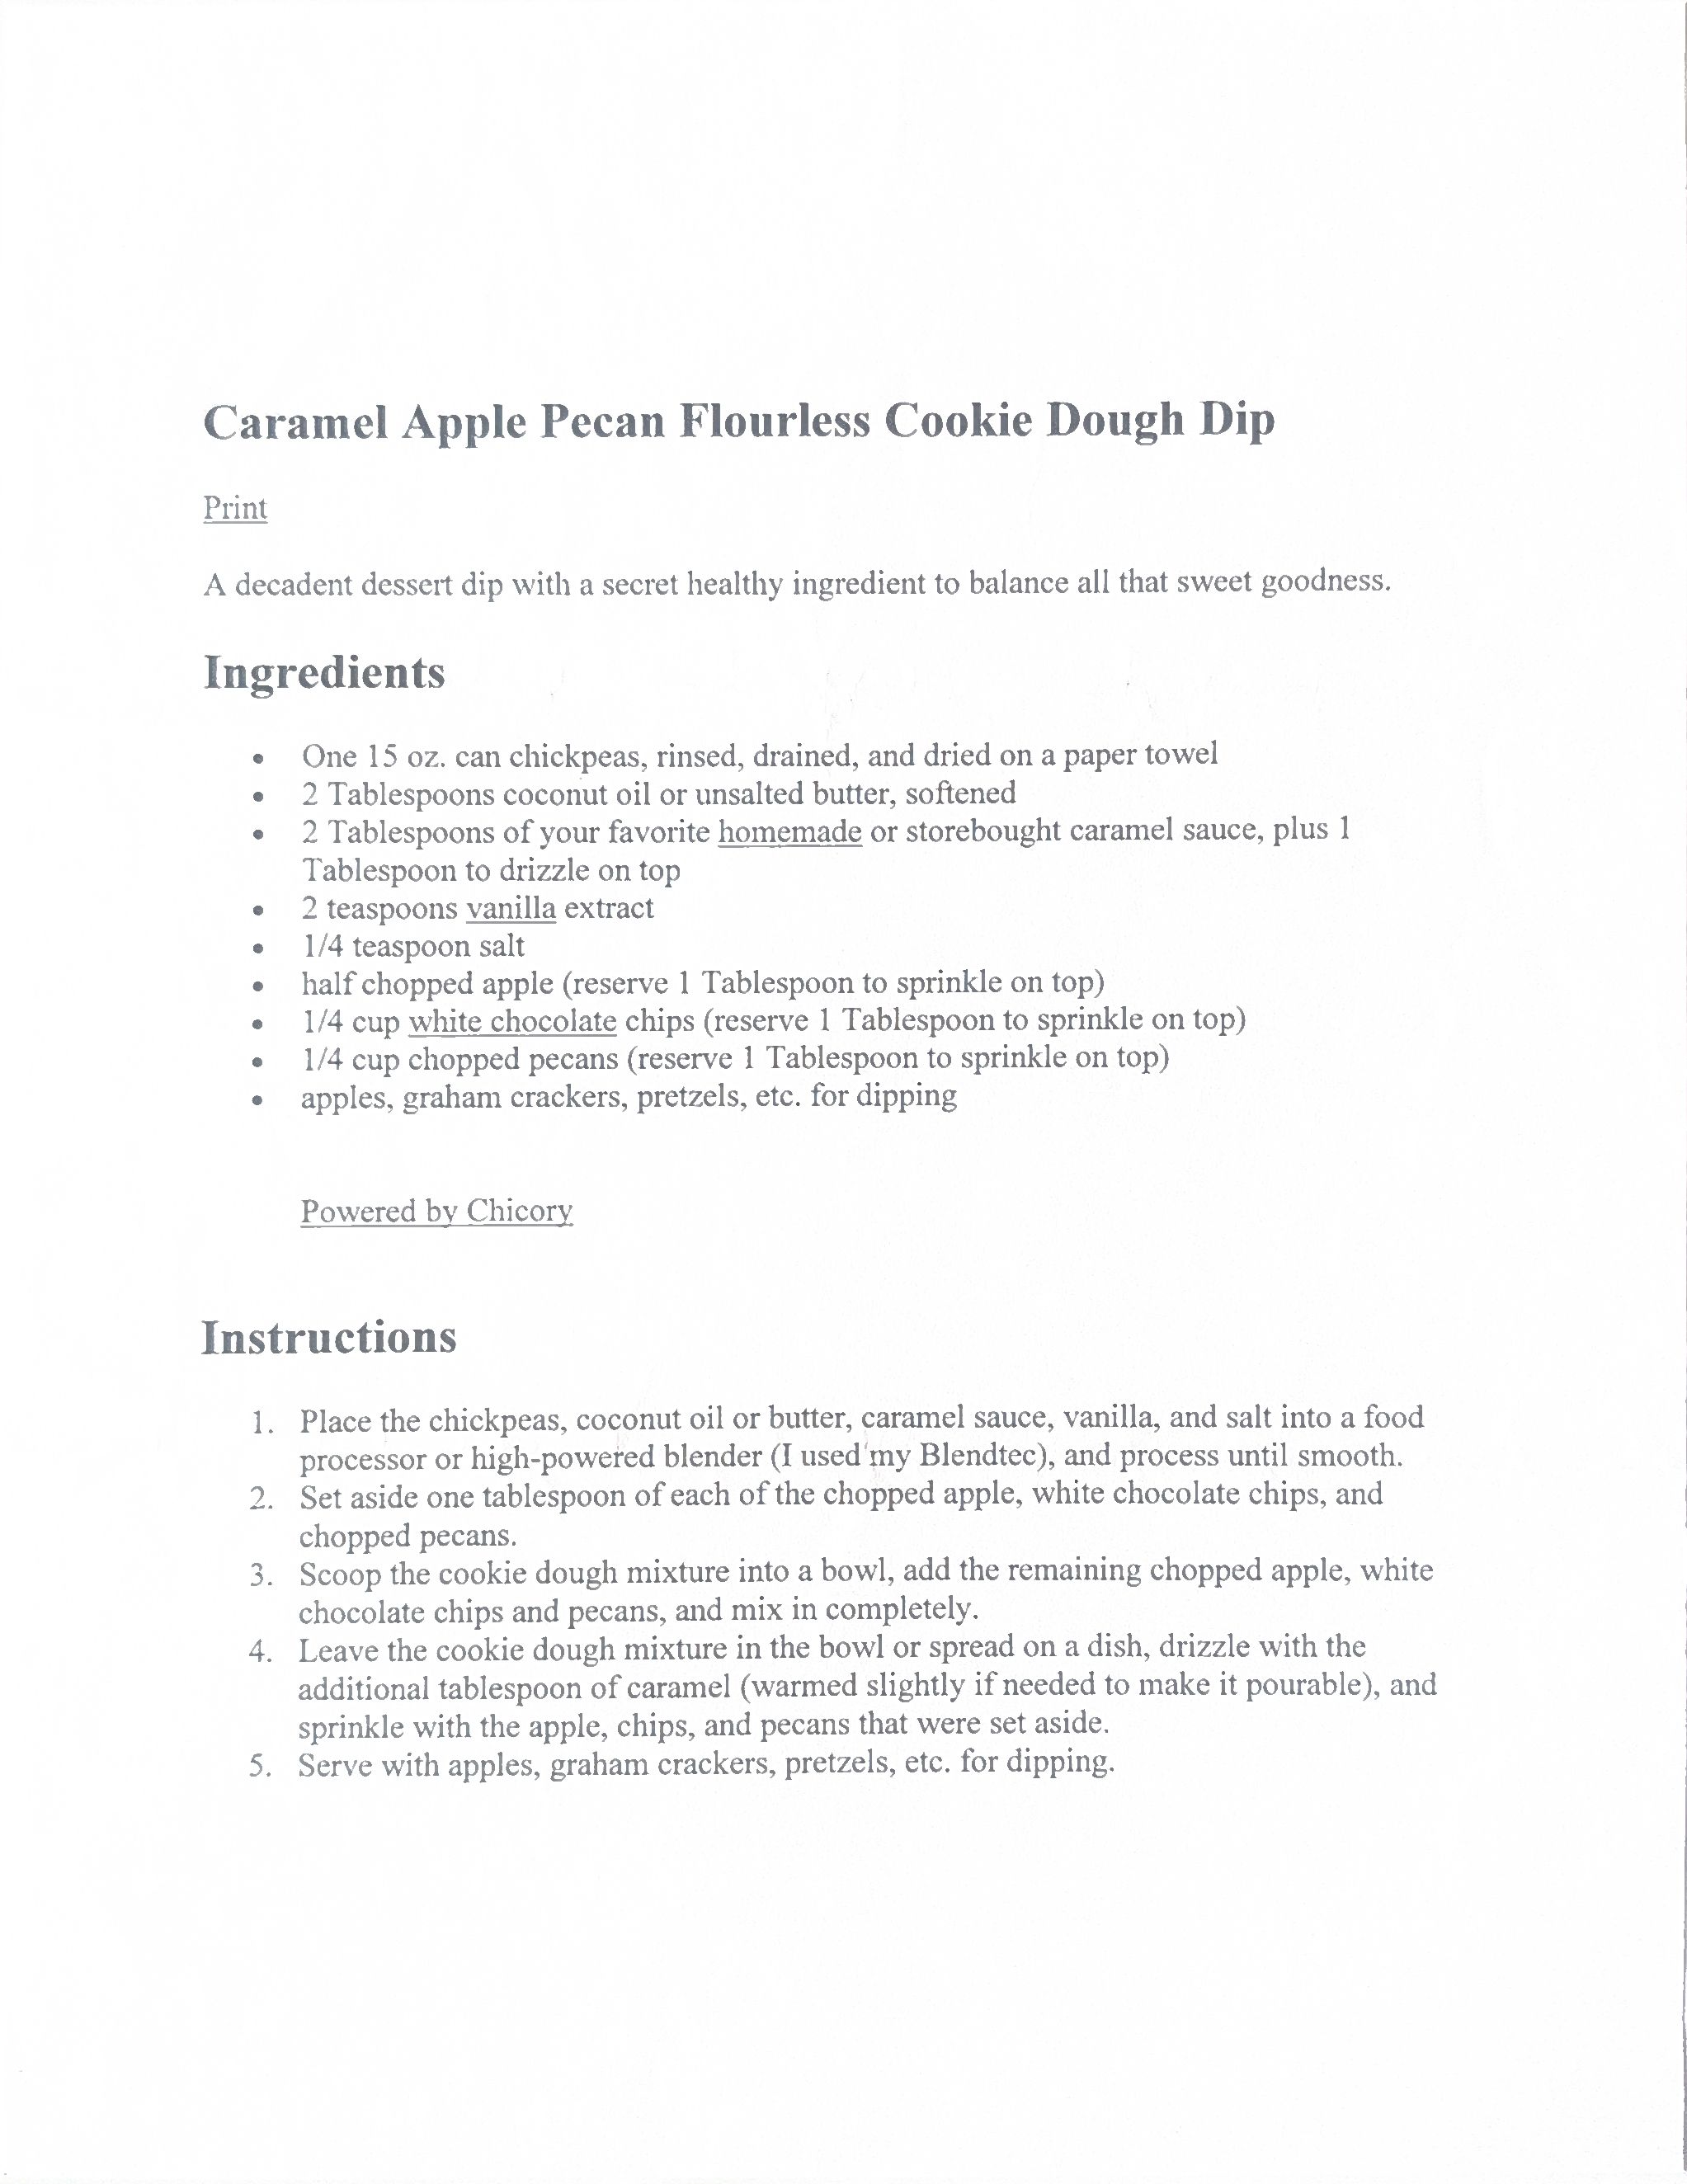 Caramel Apple Pecan Flourless Cookie Dough Dip
Print
A decadent dessert dip with a secret healthy ingredient to balance all that sweet goodness.
Ingredients
• One 15 oz. can chickpeas, rinsed, drained, and dried on a paper towel
• 2 Tablespoons coconut oil or unsalted butter, softened
• 2 Tablespoons of your favorite homemade or storebought caramel sauce, plus 1
Tablespoon to drizzle on top
• 2 teaspoons vanilla extract
• 1/4 teaspoon salt
• half chopped apple (reserve 1 Tablespoon to sprinkle on top)
• 1/4 cup white chocolate chips (reserve 1 Tablespoon to sprinkle on top)
• 1/4 cup chopped pecans (reserve 1 Tablespoon to sprinkle on top)
• apples, graham crackers, pretzels, etc. for dipping
Powered by Chicory
Instructions
1. Place the chickpeas, coconut oil or butter, caramel sauce, vanilla, and salt into a food
processor or high-powered blender (I used my Blendtec), and process until smooth.
2. Set aside one tablespoon of each of the chopped apple, white chocolate chips, and
chopped pecans.
3. Scoop the cookie dough mixture into a bowl, add the remaining chopped apple, white
chocolate chips and pecans, and mix in completely.
4. Leave the cookie dough mixture in the bowl or spread on a dish, drizzle with the
additional tablespoon of caramel (warmed slightly if needed to make it pourable), and
sprinkle with the apple, chips, and pecans that were set aside.
5. Serve with apples, graham crackers, pretzels, etc. for dipping.